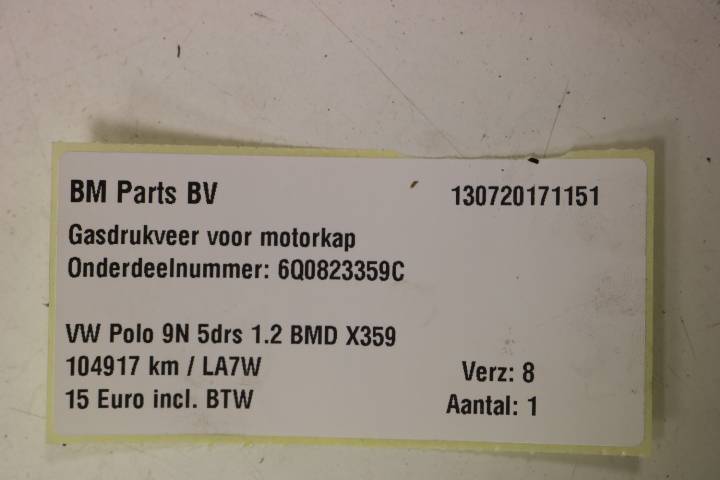 BM Parts BV 130720171151
Gasdrukveer voor motorkap
Onderdeelnummer: 6Q0823359C
VW Polo 9N 5drs 1.2 BMD X359
104917 km / LA7W Verz: 8
15 Euro incl. BTW Aantal: 1